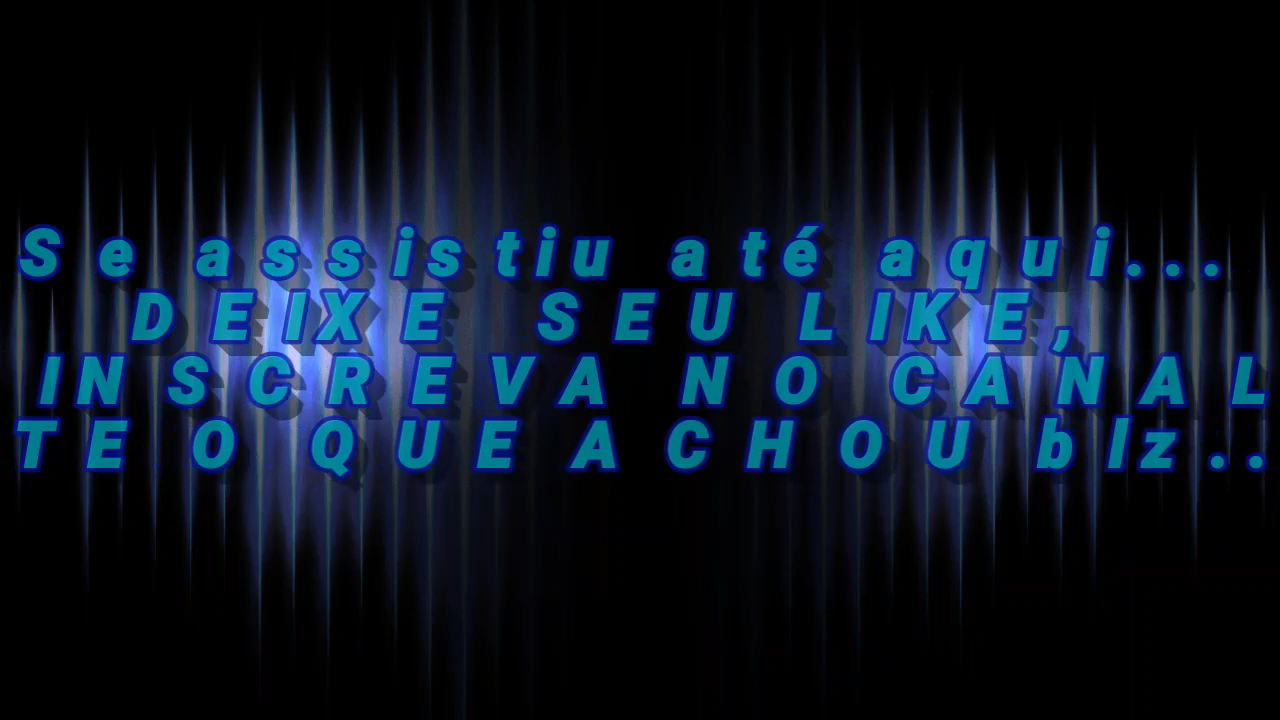 Se assistiu até aqui...
DEIXE SEU LIKE,
INSCREVA NO CANAL
TE O QUE ACHOU blz..